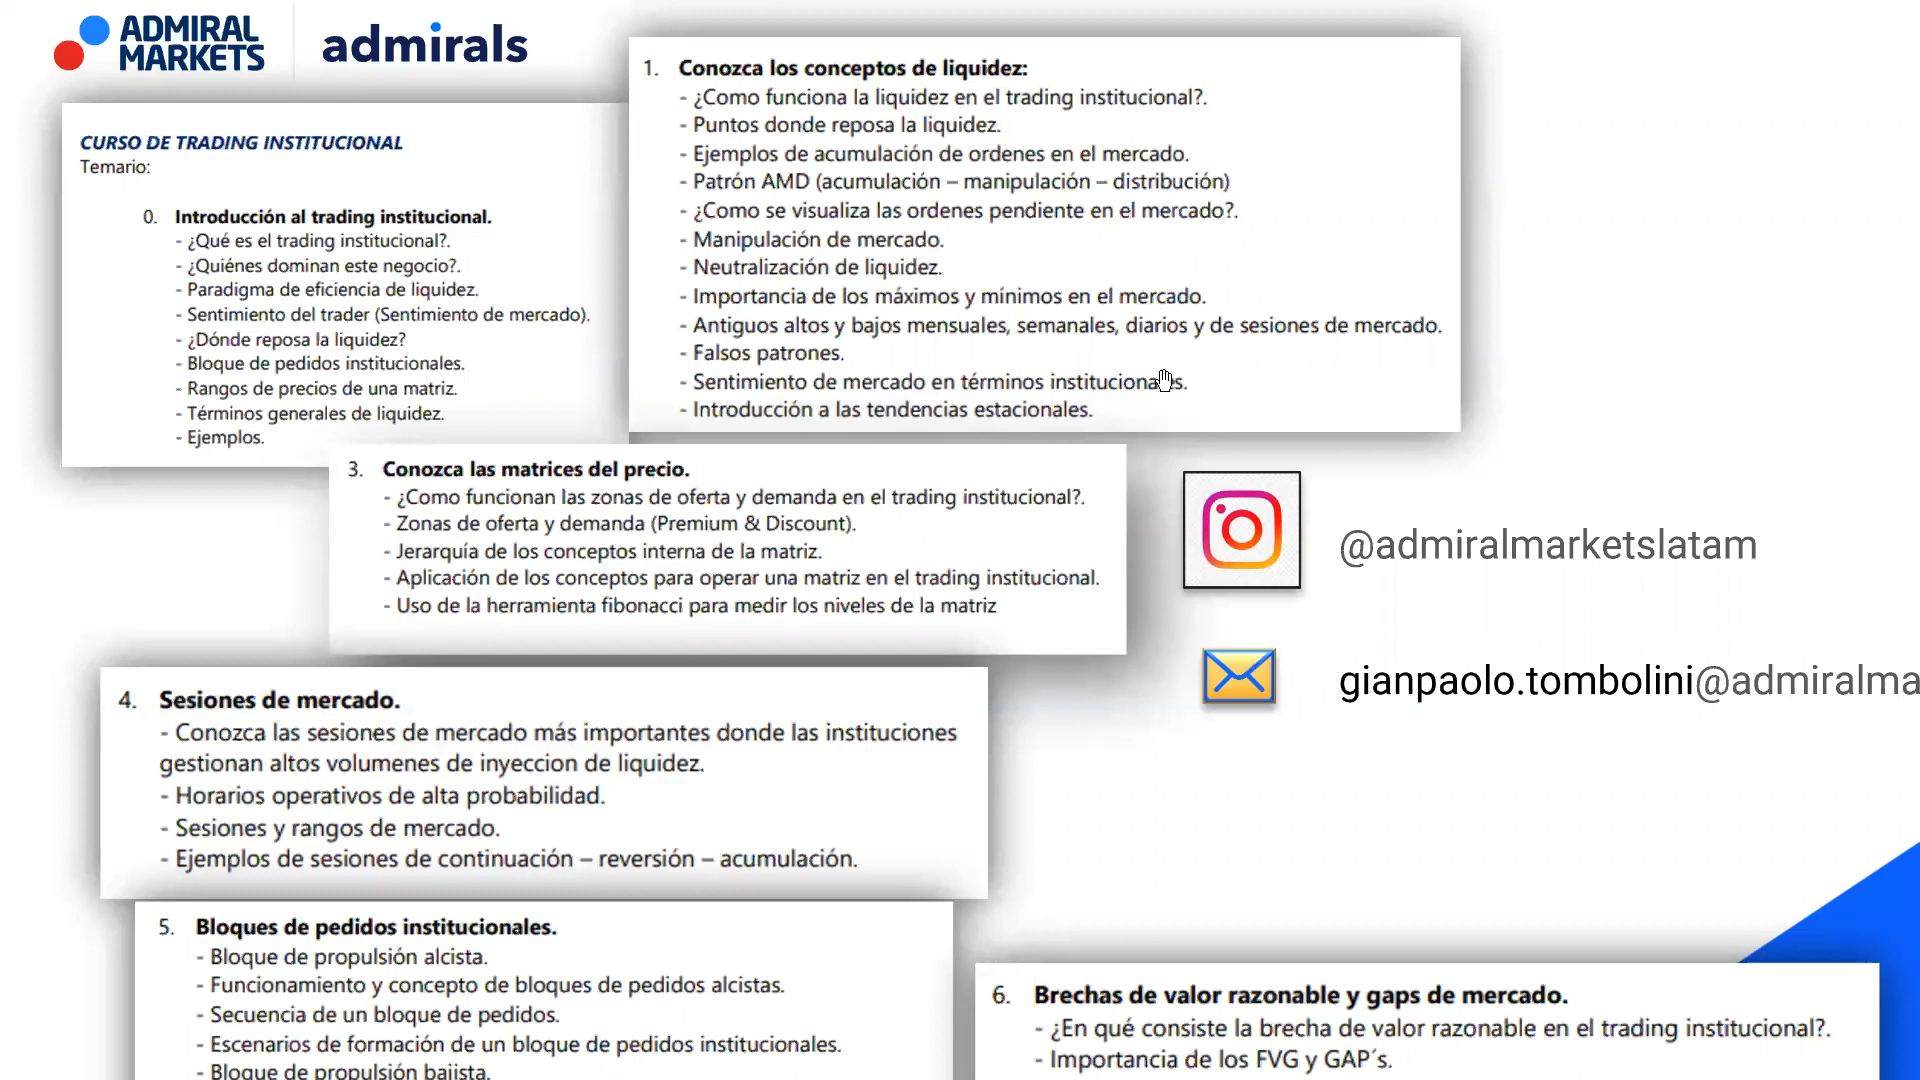 ADMIRAL
MARKETS
admirals
CURSO DE TRADING INSTITUCIONAL
Temario:
0. Introducción al trading institucional.
- ¿Qué es el trading institucional?.
- ¿Quiénes dominan este negocio?.
- Paradigma de eficiencia de liquidez.
- Sentimiento del trader (Sentimiento de mercado).
- ¿Dónde reposa la liquidez?
- Bloque de pedidos institucionales.
- Rangos de precios de una matriz.
- Términos generales de liquidez.
- Ejemplos.
1. Conozca los conceptos de liquidez:
- ¿Como funciona la liquidez en el trading institucional?.
- Puntos donde reposa la liquidez.
- Ejemplos de acumulación de ordenes en el mercado.
- Patrón AMD (acumulación – manipulación – distribución)
- ¿Como se visualiza las ordenes pendiente en el mercado?.
- Manipulación de mercado.
- Neutralización de liquidez.
- Importancia de los máximos y mínimos en el mercado.
- Antiguos altos y bajos mensuales, semanales, diarios y de sesiones de mercado.
- Falsos patrones.
- Sentimiento de mercado en términos institucionales.
- Introducción a las tendencias estacionales.
3. Conozca las matrices del precio.
- ¿Como funcionan las zonas de oferta y demanda en el trading institucional?.
- Zonas de oferta y demanda (Premium & Discount).
- Jerarquía de los conceptos interna de la matriz.
- Aplicación de los conceptos para operar una matriz en el trading institucional.
- Uso de la herramienta fibonacci para medir los niveles de la matriz
@admiralmarketslatam
gianpaolo.tombolini@admiralma
4. Sesiones de mercado.
- Conozca las sesiones de mercado más importantes donde las instituciones
gestionan altos volumenes de inyeccion de liquidez.
- Horarios operativos de alta probabilidad.
- Sesiones y rangos de mercado.
- Ejemplos de sesiones de continuación – reversión – acumulación.
5. Bloques de pedidos institucionales.
- Bloque de propulsión alcista.
- Funcionamiento y concepto de bloques de pedidos alcistas.
- Secuencia de un bloque de pedidos.
- Escenarios de formación de un bloque de pedidos institucionales.
- Bloque de propulsión bajista.
6. Brechas de valor razonable y gaps de mercado.
- ¿En qué consiste la brecha de valor razonable en el trading institucional?.
- Importancia de los FVG y GAP´s.